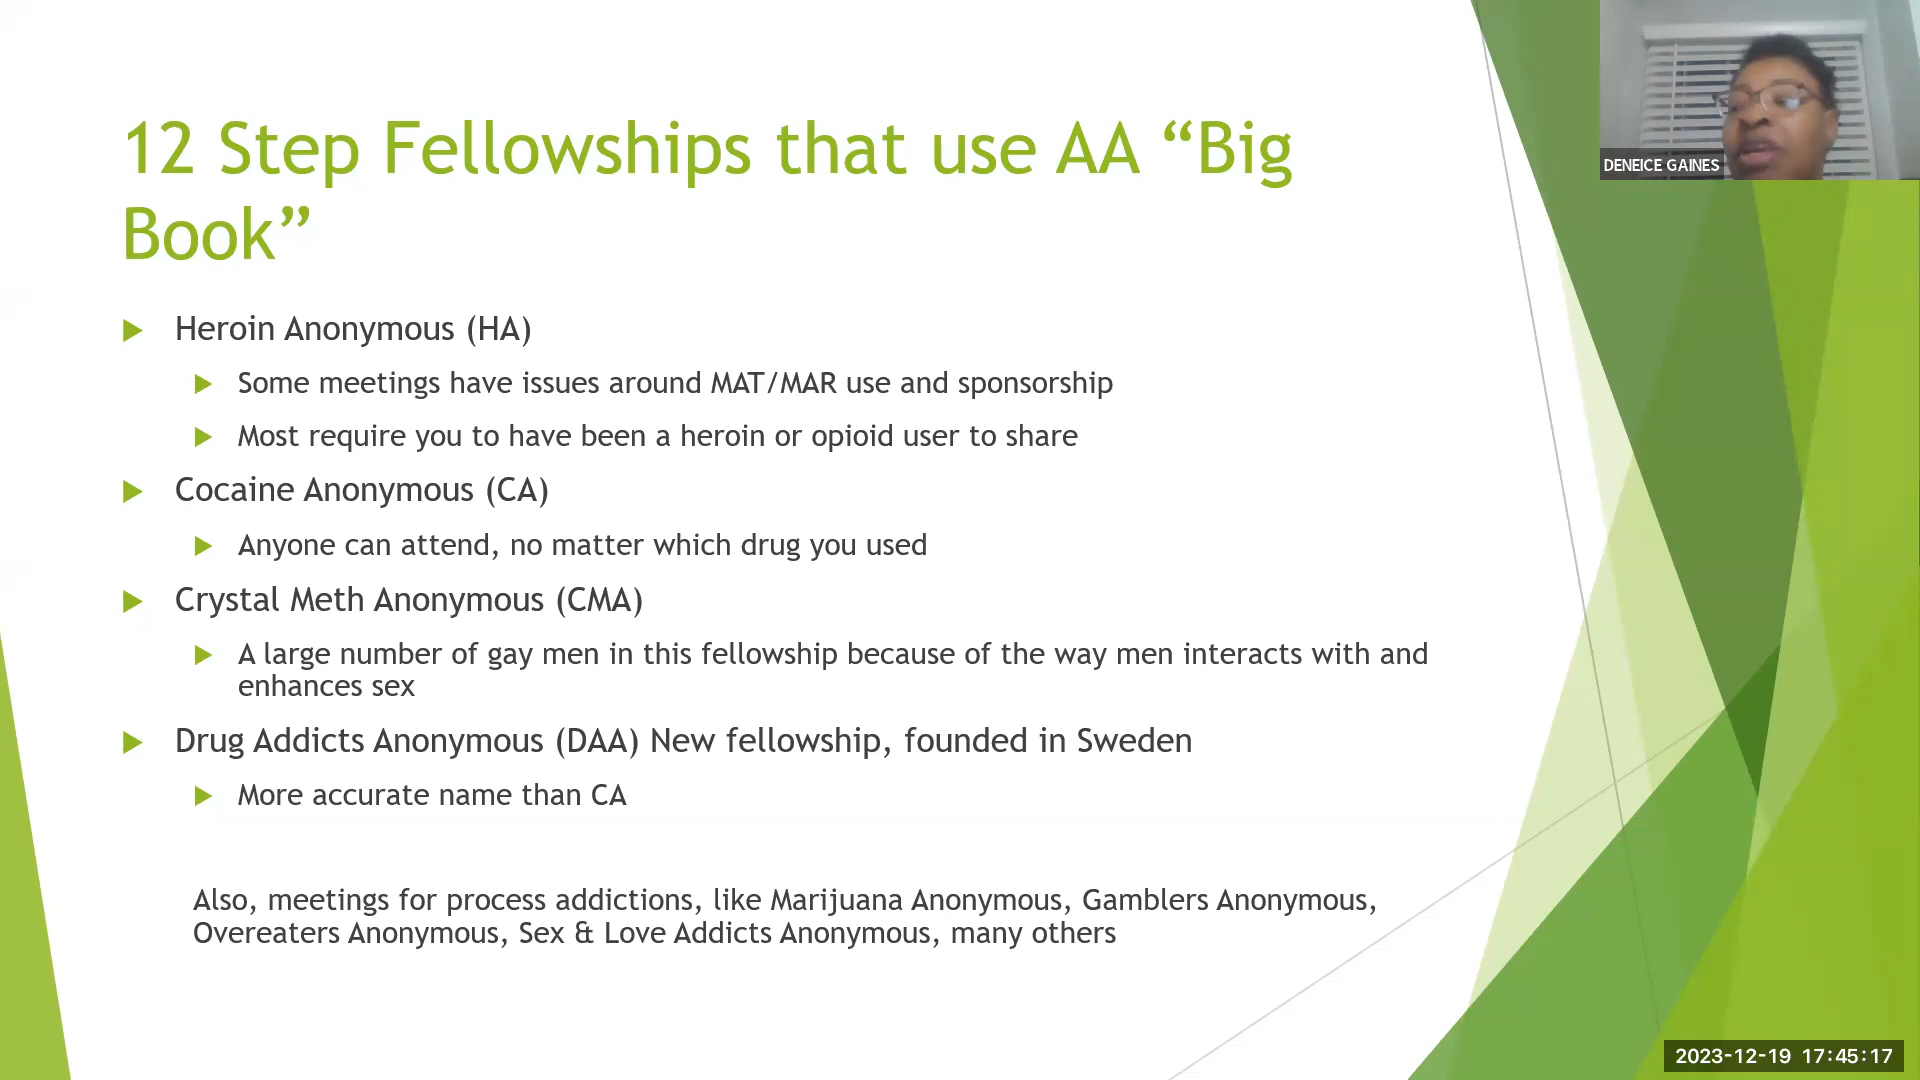 12 Step Fellowships that use AA “Big
Book”
Heroin Anonymous (HA)
Some meetings have issues around MAT/MAR use and sponsorship
Most require you to have been a heroin or opioid user to share
Cocaine Anonymous (CA)
Anyone can attend, no matter which drug you used
Crystal Meth Anonymous (CMA)
A large number of gay men in this fellowship because of the way men interacts with and
enhances sex
Drug Addicts Anonymous (DAA) New fellowship, founded in Sweden
More accurate name than CA
Also, meetings for process addictions, like Marijuana Anonymous, Gamblers Anonymous,
Overeaters Anonymous, Sex & Love Addicts Anonymous, many others
DENEICE GAINES
2023-12-19 17:45:17